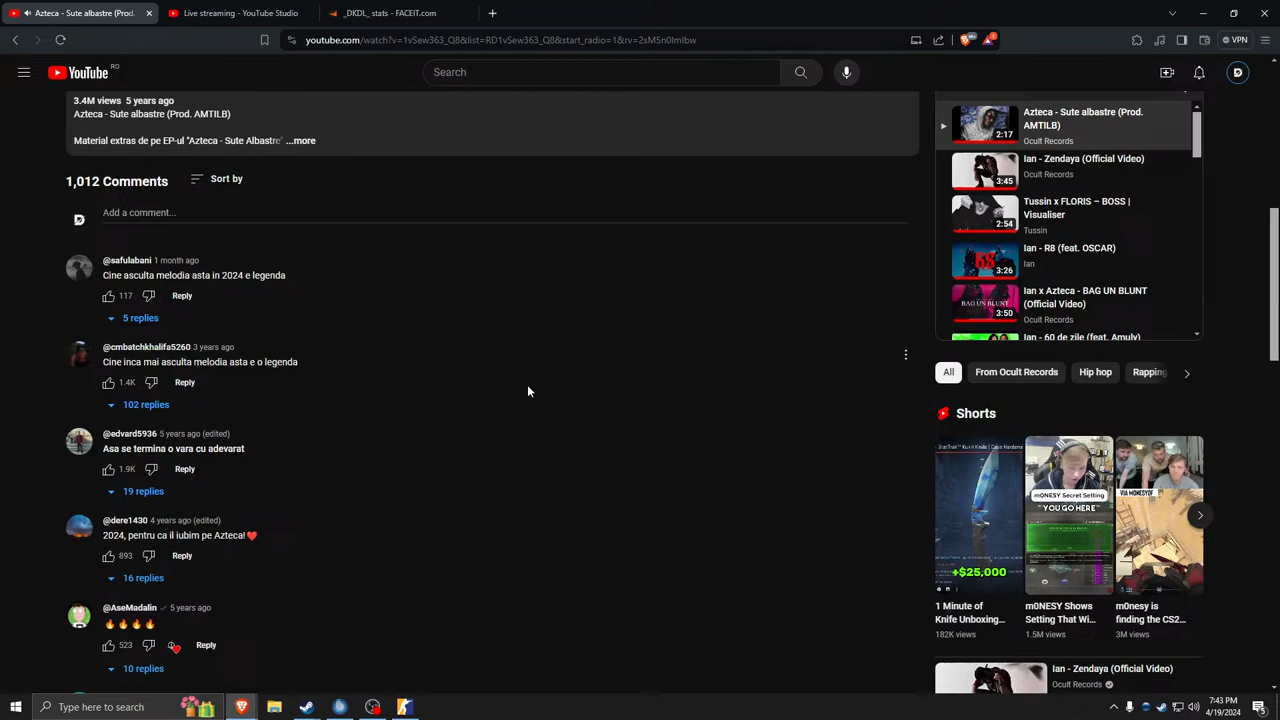 Azteca - Sute albastre (Prod.
Live streaming - YouTube Studio
_DKDL_ stats - FACEIT.com
youtube.com/watch?v=1vSew363_Q8&list=RD1vSew363_Q8&start_radio=1&rv=2sM5n0lmIbw
VPN
YouTube RO
Search
3.4M views 5 years ago
Azteca - Sute albastre (Prod. AMTILB)
Material extras de pe EP-ul "Azteca - Sute Albastre" ...more
1,012 Comments
Sort by
Add a comment...
@safulabani 1 month ago
Cine asculta melodia asta in 2024 e legenda
117 Reply
5 replies
@cmbatchkhalifa5260 3 years ago
Cine inca mai asculta melodia asta e o legenda
1.4K Reply
102 replies
@edvard5936 5 years ago (edited)
Asa se termina o vara cu adevarat
1.9K Reply
19 replies
@dere1430 4 years ago (edited)
2024, pentru ca il iubim pe Azteca!❤️
893 Reply
16 replies
@AseMadalin 5 years ago
🔥🔥🔥🔥
523 Reply
10 replies
Azteca - Sute albastre (Prod.
AMTILB)
Ocult Records
2:17
Ian - Zendaya (Official Video)
Ocult Records
3:45
Tussin x FLORIS – BOSS |
Visualiser
Tussin
2:54
Ian - R8 (feat. OSCAR)
Ian
3:26
Ian x Azteca - BAG UN BLUNT
(Official Video)
Ocult Records
BAG UN BLUNT
3:50
Ian - 60 de zile (feat. Amuly)
All
From Ocult Records
Hip hop
Rapping
Shorts
+$25,000
m0NESY Secret Setting
"YOU GO HERE"
VIA M0NESYOF
1 Minute of
Knife Unboxing...
182K views
m0NESY Shows
Setting That Wi...
1.5M views
m0nesy is
finding the CS2...
3M views
Ian - Zendaya (Official Video)
Ocult Records
Type here to search
7:43 PM
4/19/2024